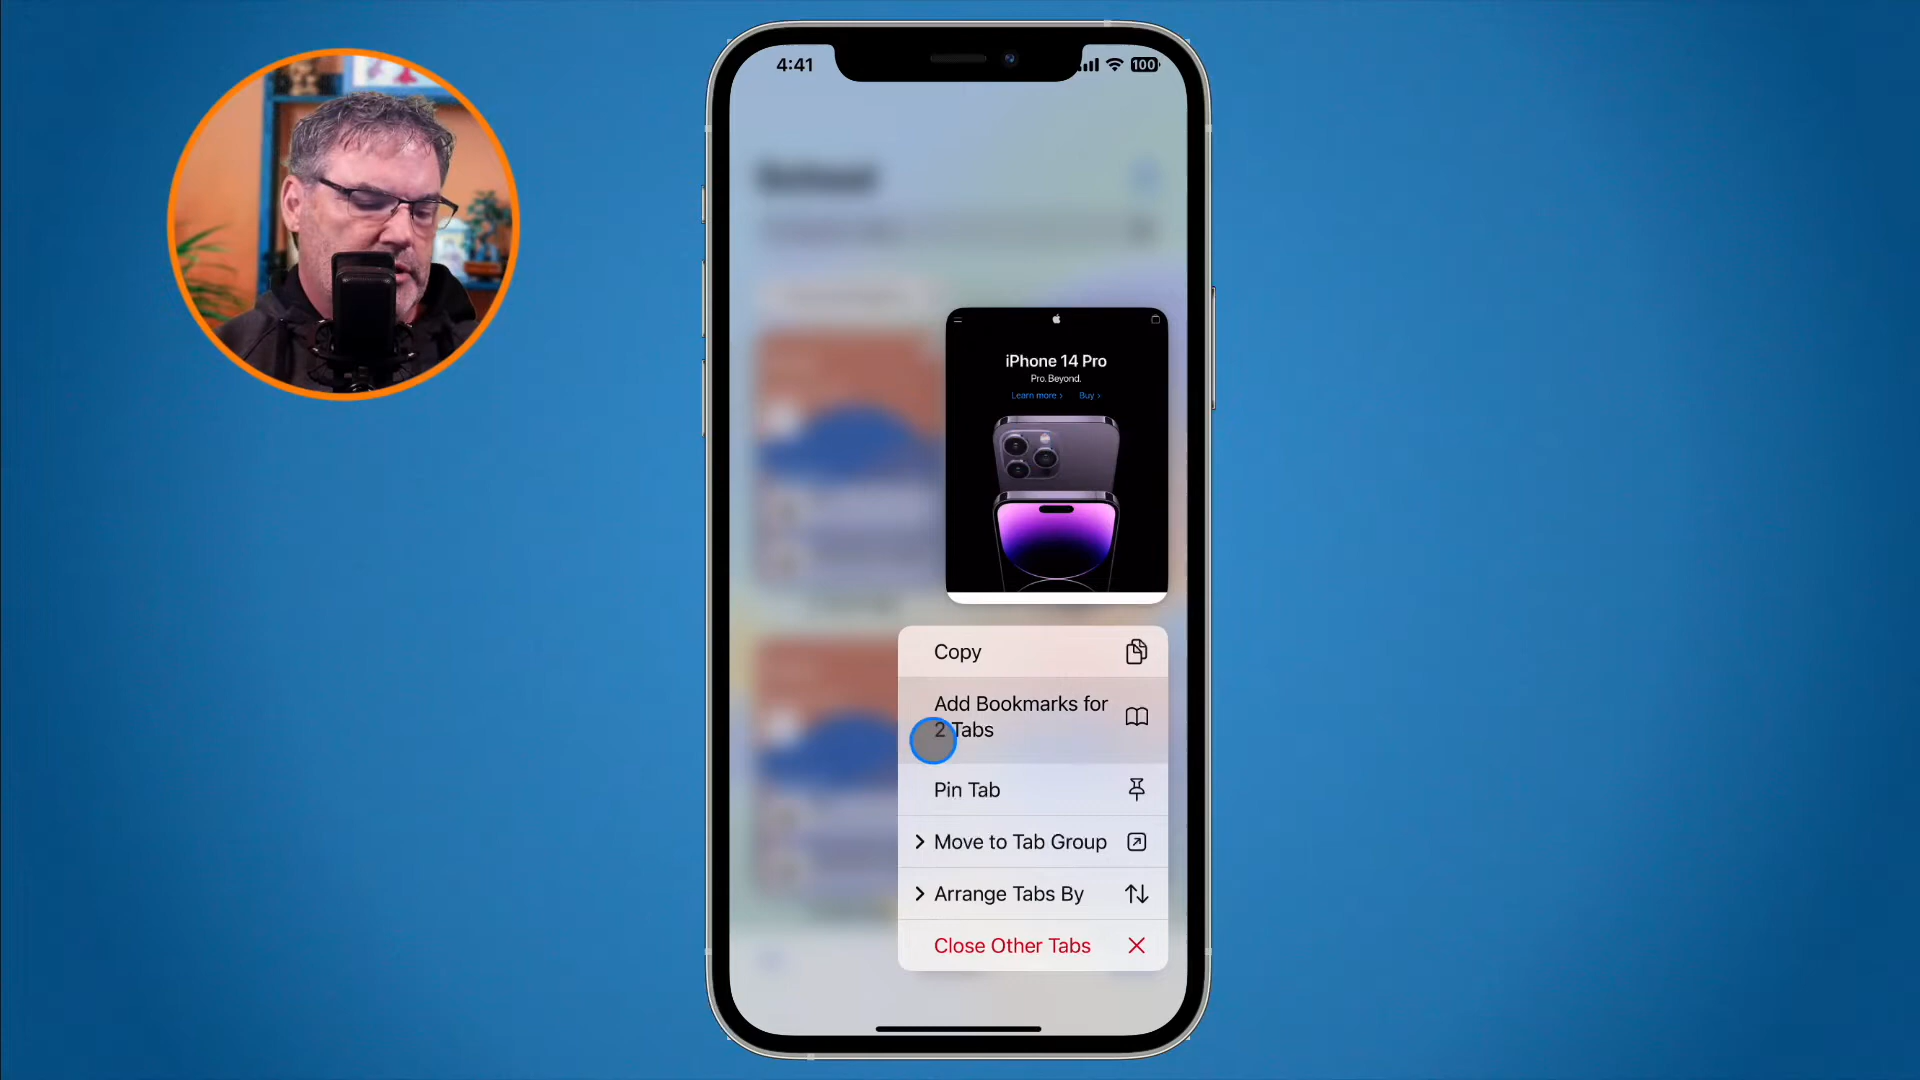 4:41
100
iPhone 14 Pro
Pro. Beyond.
Learn more >
Buy >
Copy
Add Bookmarks for
2 Tabs
Pin Tab
Move to Tab Group
Arrange Tabs By
Close Other Tabs